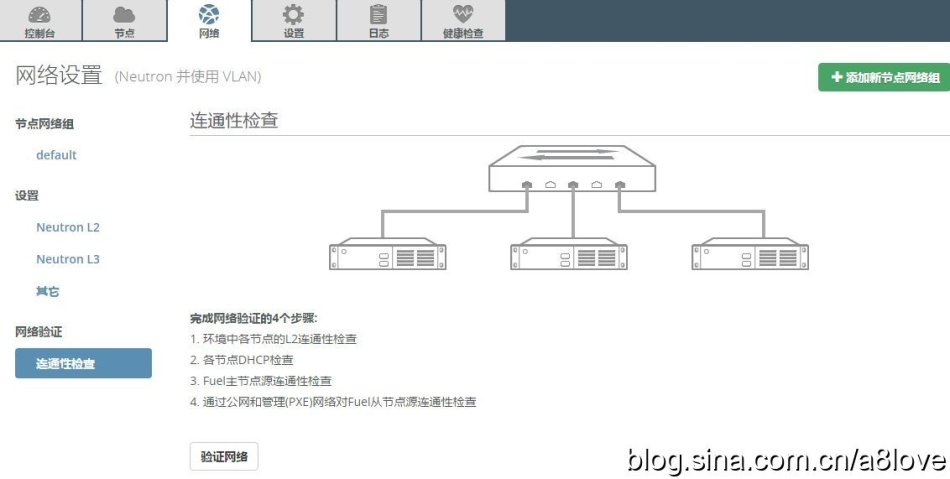 控制台 节点 网络 设置 日志 健康检查
网络设置 (Neutron 并使用 VLAN)
添加新节点网络组
节点网络组
default
设置
Neutron L2
Neutron L3
其它
网络验证
连通性检查
连通性检查
完成网络验证的4个步骤:
1. 环境中各节点的L2连通性检查
2. 各节点DHCP检查
3. Fuel主节点源连通性检查
4. 通过公网和管理(PXE)网络对Fuel从节点源连通性检查
验证网络
blog.sina.com.cn/a8love